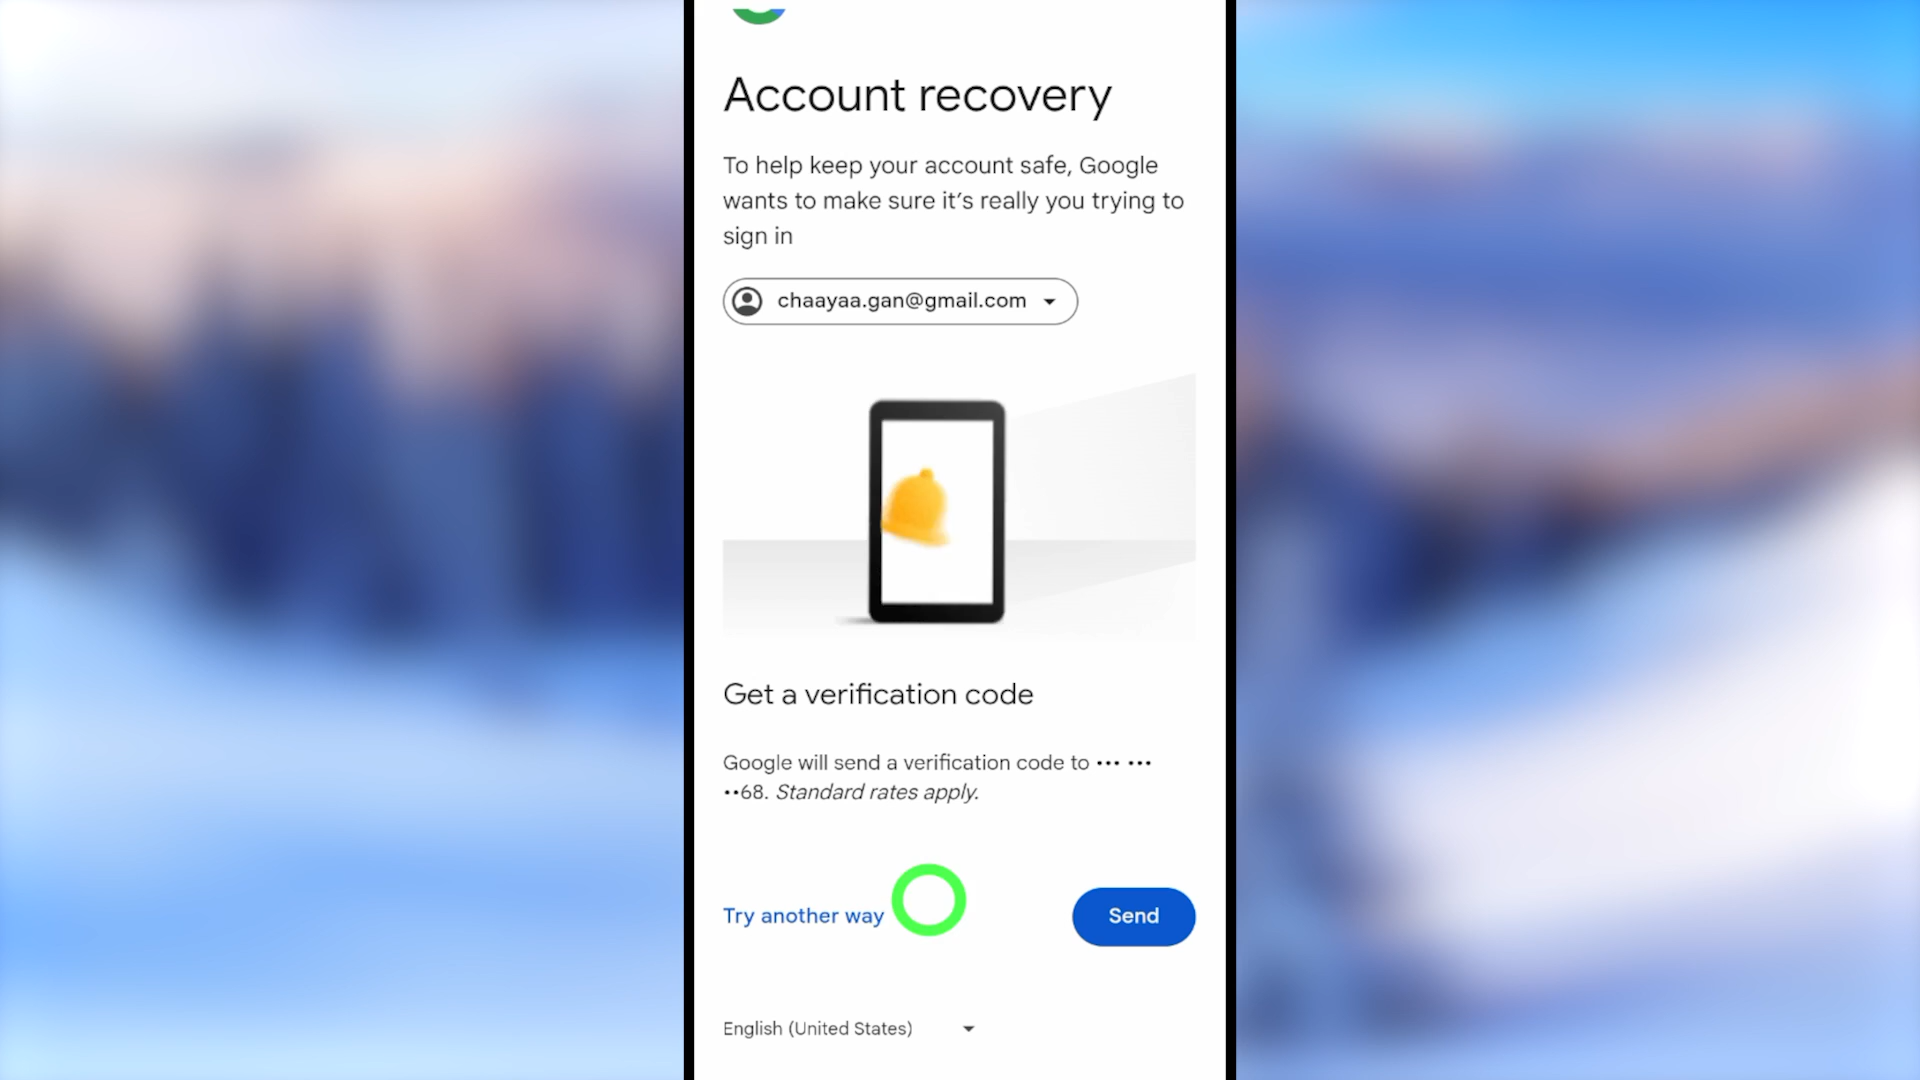 Account recovery
To help keep your account safe, Google
wants to make sure it’s really you trying to
sign in
chaayaa.gan@gmail.com
Get a verification code
Google will send a verification code to ••• •••
••68. Standard rates apply.
Try another way
Send
English (United States)